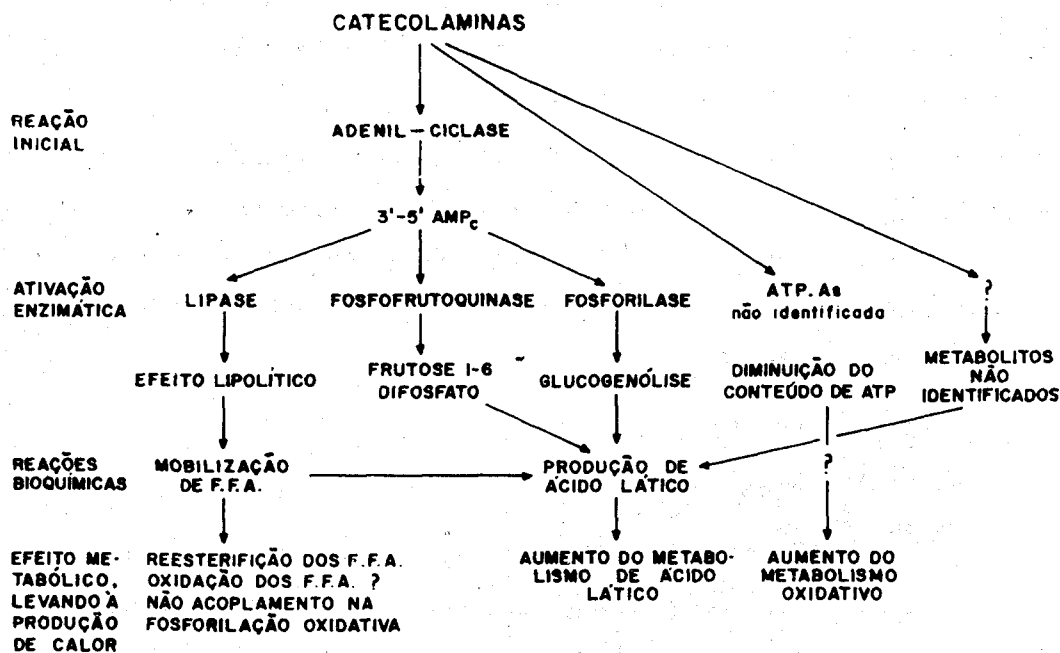 CATECOLAMINAS
REAÇÃO
INICIAL
ADENIL – CICLASE
3'-5' AMPc
ATIVAÇÃO
ENZIMÁTICA
LIPASE
FOSFOFRUTOQUINASE
FOSFORILASE
ATP.As
não identificada
?
EFEITO LIPOLÍTICO
FRUTOSE 1-6
DIFOSFATO
GLUCOGENÓLISE
DIMINUIÇÃO DO
CONTEÚDO DE ATP
METABOLITOS
NÃO
IDENTIFICADOS
REAÇÕES
BIOQUÍMICAS
MOBILIZAÇÃO
DE F.F.A.
PRODUÇÃO DE
ÁCIDO LÁTICO
?
EFEITO ME-
TABÓLICO,
LEVANDO À
PRODUÇÃO
DE CALOR
REESTERIFIÇÃO DOS F.F.A.
OXIDAÇÃO DOS F.F.A. ?
NÃO ACOPLAMENTO NA
FOSFORILAÇÃO OXIDATIVA
AUMENTO DO METABO-
LISMO DE ÁCIDO
LÁTICO
AUMENTO DO
METABOLISMO
OXIDATIVO